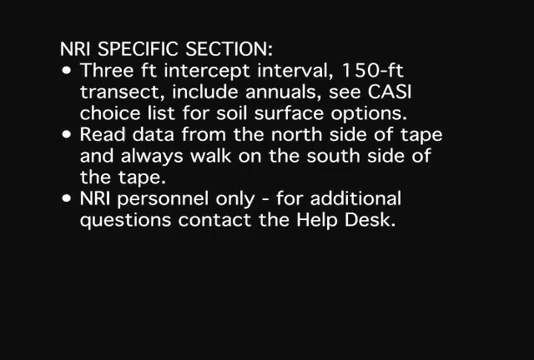 NRI SPECIFIC SECTION:
• Three ft intercept interval, 150-ft
transect, include annuals, see CASI
choice list for soil surface options.
• Read data from the north side of tape
and always walk on the south side of
the tape.
• NRI personnel only - for additional
questions contact the Help Desk.